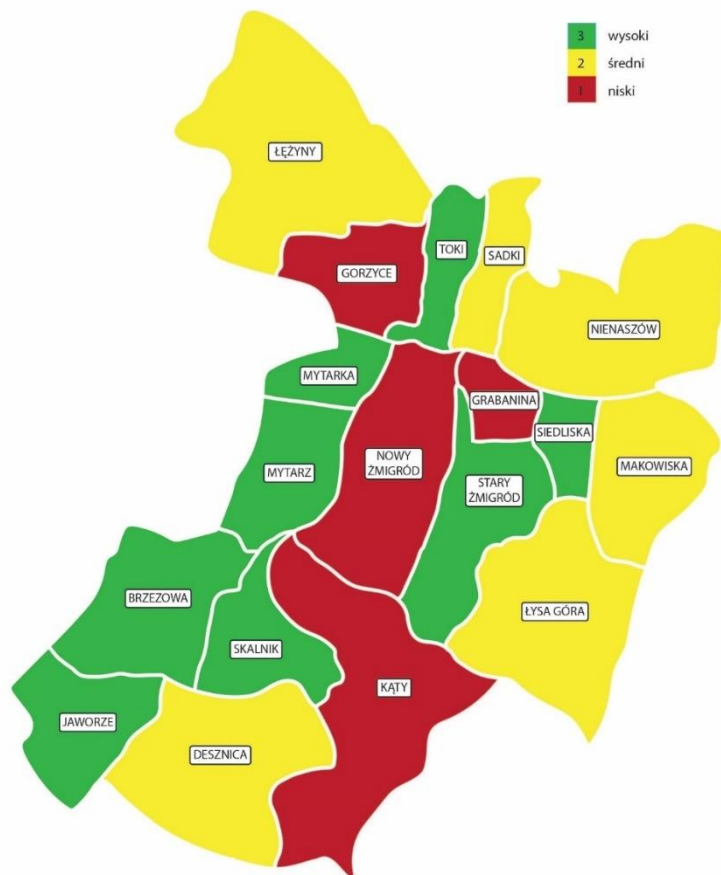 3 wysoki
2 średni
1 niski
ŁĘŻYNY
TOKI
SADKI
GORZYCE
NIENASZÓW
MYTARKA
GRABANINA
SIEDLISKA
MYTARZ
NOWY
ŻMIGRÓD
STARY
ŻMIGRÓD
MAKOWISKA
BRZEZOWA
ŁYSA GÓRA
SKALNIK
KĄTY
JAWORZE
DESZNICA